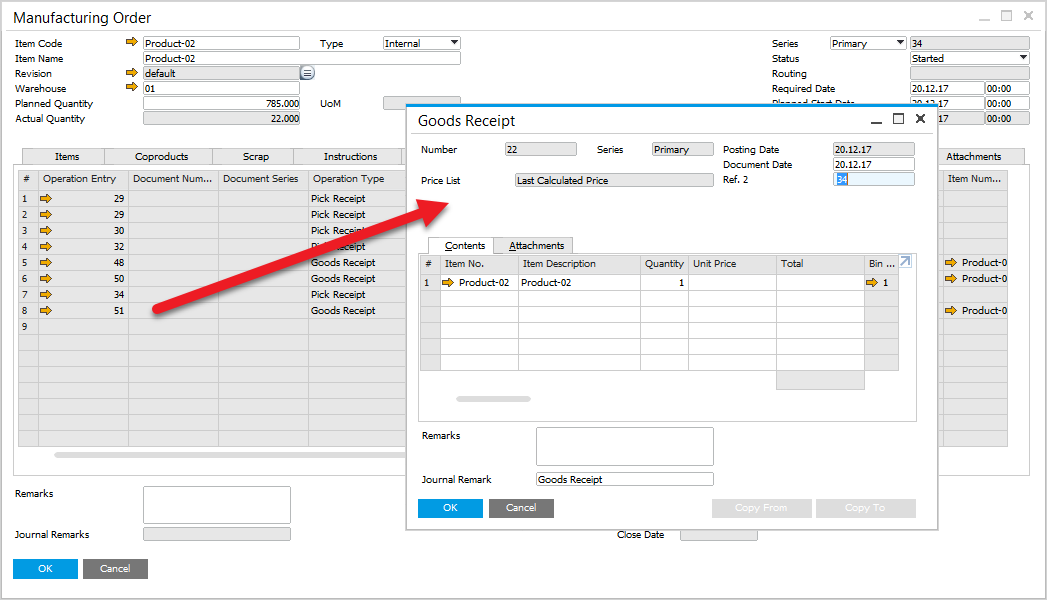 Manufacturing Order
Item Code Product-02 Type Internal Series Primary 34
Item Name Product-02 Status Started
Revision default Routing
Warehouse 01 Required Date 20.12.17 00:00
Planned Quantity 785.000 UoM Planned Start Date 20.12.17 00:00
Actual Quantity 22.000 17 00:00
Items Coproducts Scrap Instructions Attachments
# Operation Entry Document Num... Document Series Operation Type Item Num...
1 29 Pick Receipt
2 29 Pick Receipt
3 30 Pick Receipt
4 32 Pick Receipt
5 48 Goods Receipt Product-0
6 50 Goods Receipt Product-0
7 34 Pick Receipt
8 51 Goods Receipt Product-0
9
Remarks
Journal Remarks Close Date
OK Cancel
Goods Receipt
Number 22 Series Primary Posting Date 20.12.17
Document Date 20.12.17
Price List Last Calculated Price Ref. 2 34
Contents Attachments
# Item No. Item Description Quantity Unit Price Total Bin ...
1 Product-02 Product-02 1 1
Remarks
Journal Remark Goods Receipt
OK Cancel Copy From Copy To